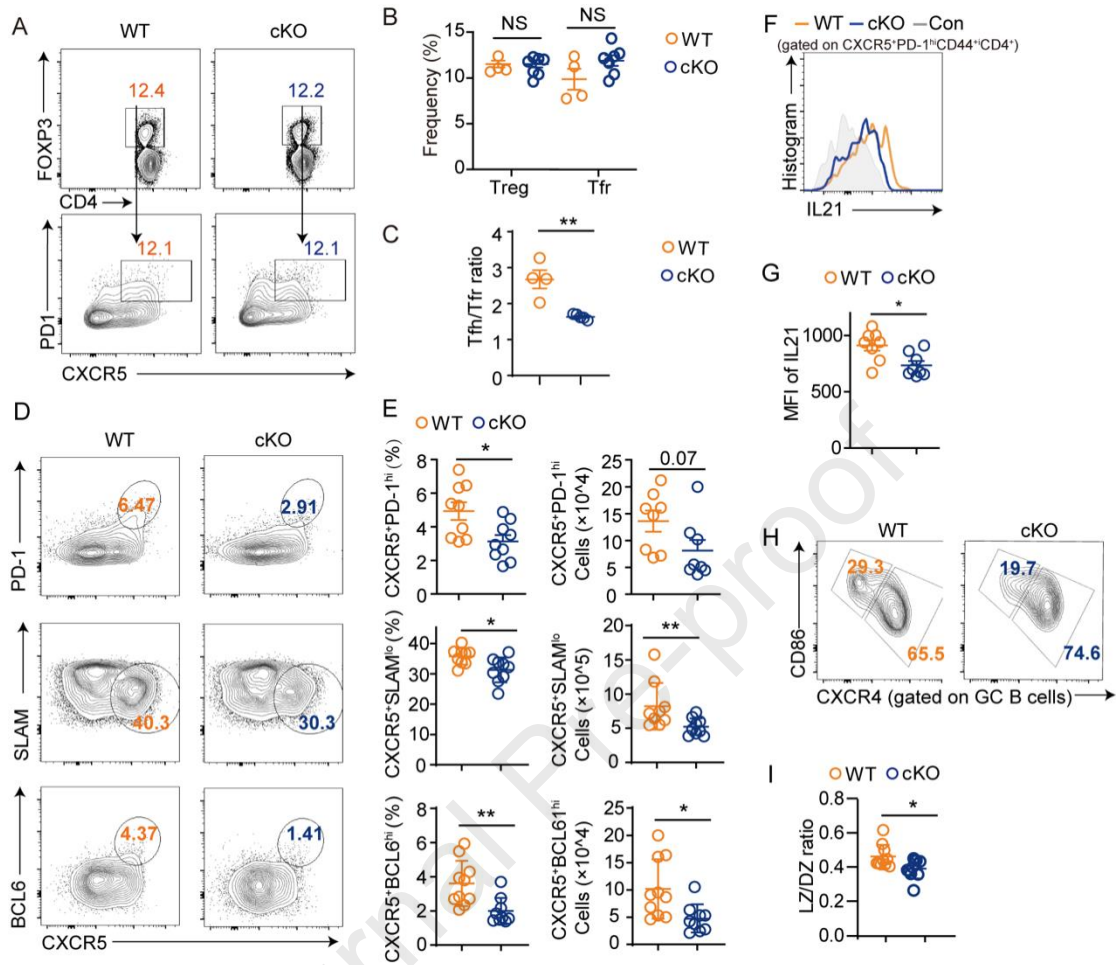 A
WT
cKO
12.4
12.2
FOXP3
CD4
12.1
12.1
PD1
CXCR5
B
NS
NS
WT
cKO
Frequency (%)
15
10
5
0
Treg
Tfr
C
**
WT
cKO
Tfh/Tfr ratio
4
3
2
1
0
D
WT
cKO
6.47
2.91
PD-1
40.3
30.3
SLAM
4.37
1.41
BCL6
CXCR5
E
WT cKO
CXCR5⁺PD-1ʰⁱ (%)
8
6
4
2
0
*
CXCR5⁺PD-1ʰⁱ
Cells (×10^4)
25
20
15
10
5
0
0.07
CXCR5⁺SLAMˡᵒ (%)
50
40
30
20
10
0
*
CXCR5⁺SLAMˡᵒ
Cells (×10^5)
20
15
10
5
0
**
CXCR5⁺BCL6ʰⁱ (%)
8
6
4
2
0
**
CXCR5⁺BCL61ʰⁱ
Cells (×10^4)
25
20
15
10
5
0
*
F
WT cKO Con
(gated on CXCR5⁺PD-1ʰⁱCD44⁺ⁱCD4⁺)
Histogram
IL21
G
WT cKO
*
MFI of IL21
1000
500
0
H
WT
cKO
29.3
65.5
19.7
74.6
CD86
CXCR4 (gated on GC B cells)
I
WT cKO
*
LZ/DZ ratio
0.8
0.6
0.4
0.2
0.0
rnal Pre-proof